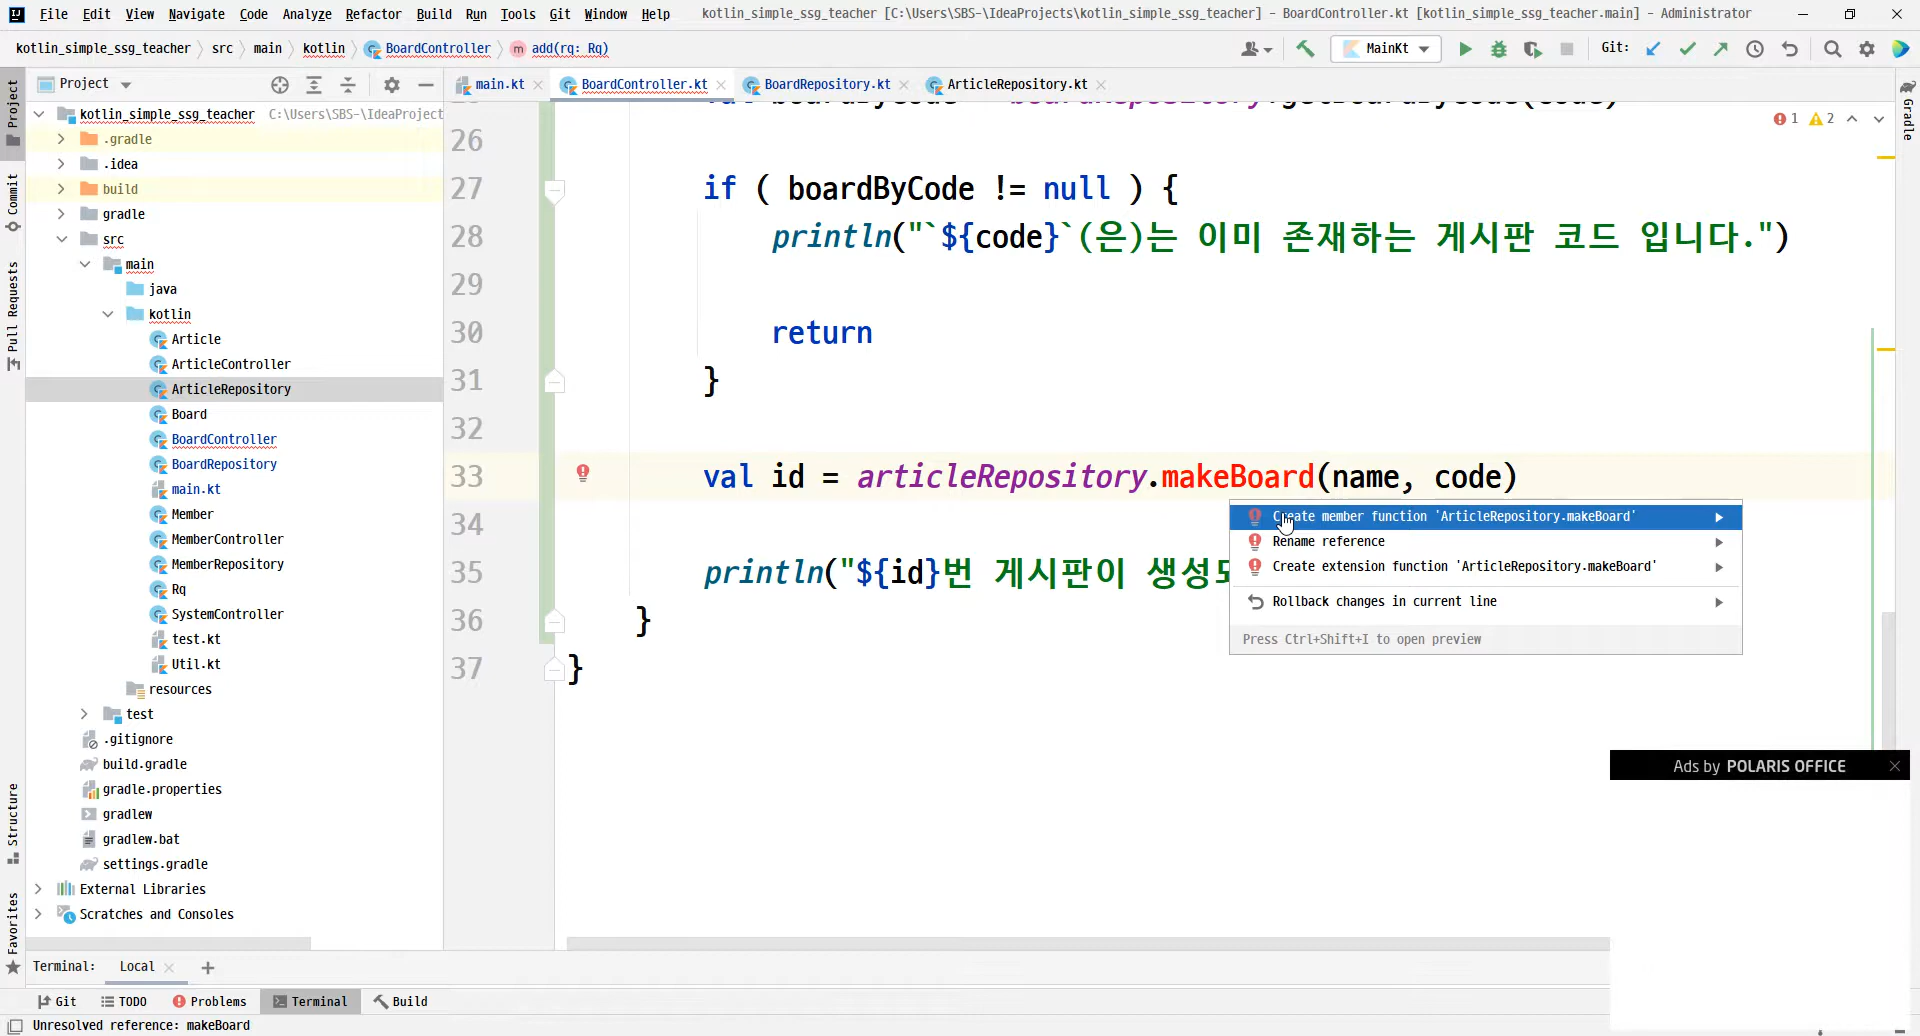 File Edit View Navigate Code Analyze Refactor Build Run Tools Git Window Help kotlin_simple_ssg_teacher [C:\Users\SBS-\IdeaProjects\kotlin_simple_ssg_teacher] - BoardController.kt [kotlin_simple_ssg_teacher.main] - Administrator
kotlin_simple_ssg_teacher src main kotlin BoardController add(rq: Rq) MainKt Git:
Project
main.kt BoardController.kt BoardRepository.kt ArticleRepository.kt
kotlin_simple_ssg_teacher C:\Users\SBS-\IdeaProject
.gradle
.idea
build
gradle
src
main
java
kotlin
Article
ArticleController
ArticleRepository
Board
BoardController
BoardRepository
main.kt
Member
MemberController
MemberRepository
Rq
SystemController
test.kt
Util.kt
resources
test
.gitignore
build.gradle
gradle.properties
gradlew
gradlew.bat
settings.gradle
External Libraries
Scratches and Consoles
Project
Commit
Pull Requests
Structure
Favorites
Gradle
1 2
val boardByCode = boardRepository.getBoardByCode(code)
26
27 if ( boardByCode != null ) {
28 println("`${code}`(은)는 이미 존재하는 게시판 코드 입니다.")
29
30 return
31 }
32
33 val id = articleRepository.makeBoard(name, code)
34
35 println("${id}번 게시판이 생성되
36 }
37 }
Create member function 'ArticleRepository.makeBoard'
Rename reference
Create extension function 'ArticleRepository.makeBoard'
Rollback changes in current line
Press Ctrl+Shift+I to open preview
Ads by POLARIS OFFICE
Terminal: Local
Git TODO Problems Terminal Build
Unresolved reference: makeBoard